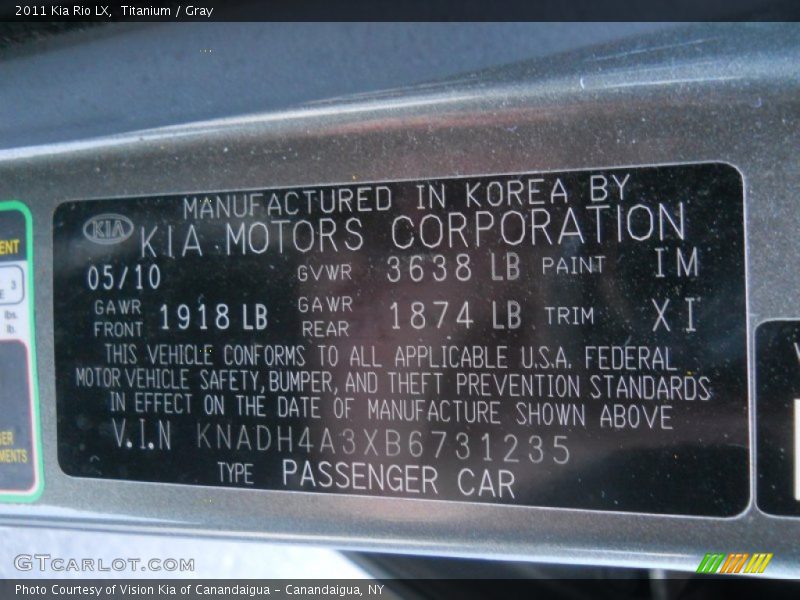 2011 Kia Rio LX, Titanium / Gray
MANUFACTURED IN KOREA BY
KIA KIA MOTORS CORPORATION
05/10 GVWR 3638 LB PAINT IM
GAWR FRONT 1918 LB GAWR REAR 1874 LB TRIM XI
THIS VEHICLE CONFORMS TO ALL APPLICABLE U.S.A. FEDERAL
MOTOR VEHICLE SAFETY, BUMPER, AND THEFT PREVENTION STANDARDS
IN EFFECT ON THE DATE OF MANUFACTURE SHOWN ABOVE
V.I.N KNADH4A3XB6731235
TYPE PASSENGER CAR
3
lbs.
lb.
GTCARLOT.COM
Photo Courtesy of Vision Kia of Canandaigua - Canandaigua, NY